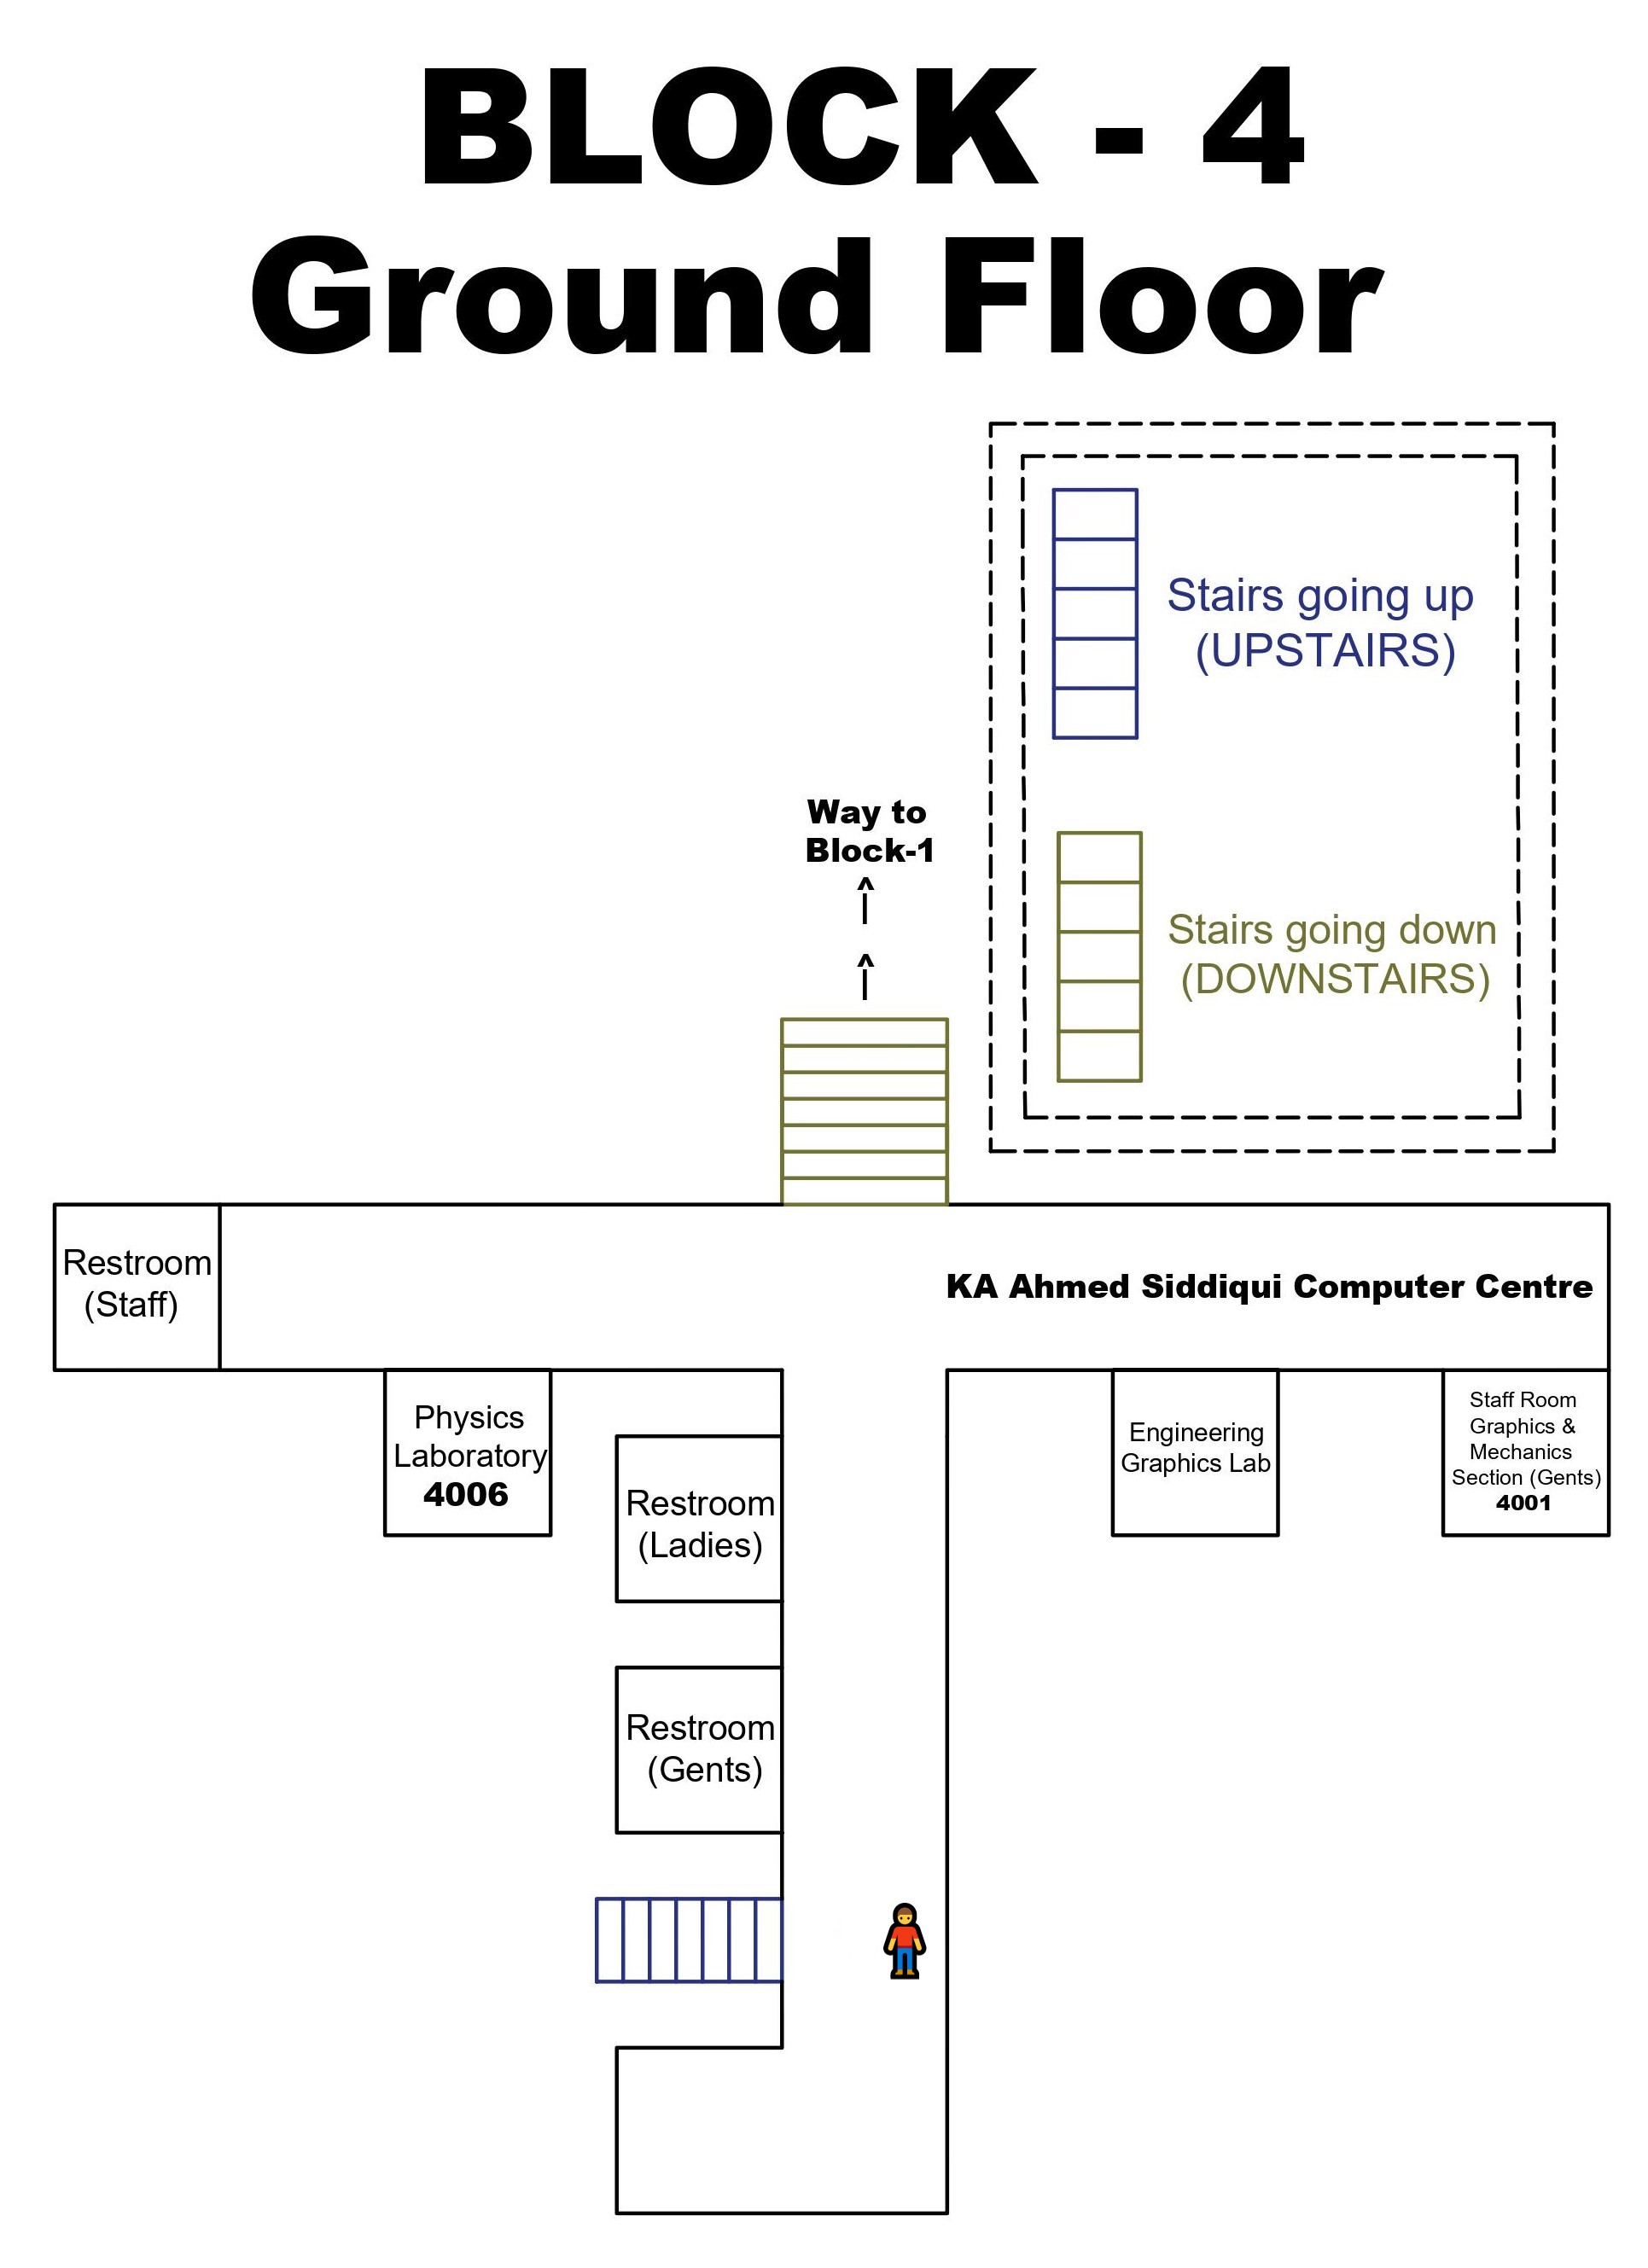 BLOCK - 4
Ground Floor
Stairs going up
(UPSTAIRS)
Way to
Block-1
Stairs going down
(DOWNSTAIRS)
Restroom
(Staff)
KA Ahmed Siddiqui Computer Centre
Physics
Laboratory
4006
Restroom
(Ladies)
Engineering
Graphics Lab
Staff Room
Graphics &
Mechanics
Section (Gents)
4001
Restroom
(Gents)